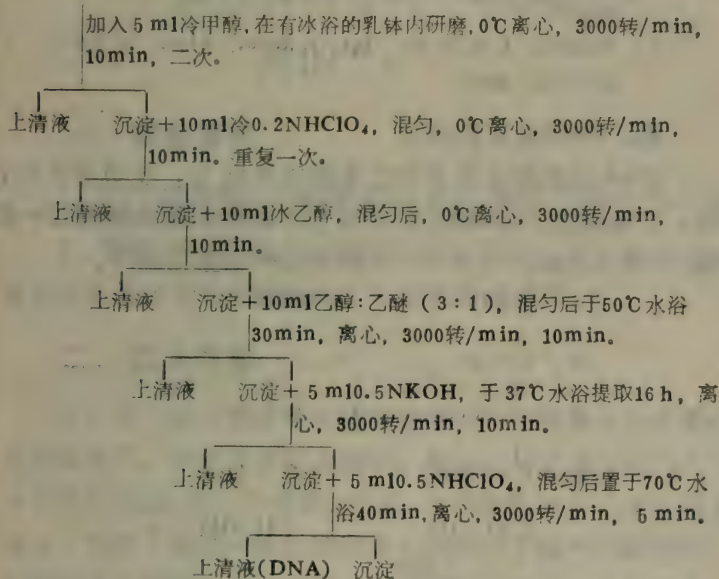 加入5 ml冷甲醇,在有冰浴的乳钵内研磨,0℃离心, 3000转/min,
10min, 二次。
上清液 沉淀+10ml冷0.2NHClO₄, 混匀, 0℃离心, 3000转/min,
10min。重复一次。
上清液 沉淀+10ml冰乙醇, 混匀后, 0℃离心, 3000转/min,
10min。
上清液 沉淀+10ml乙醇:乙醚 (3:1), 混匀后于50℃水浴
30min, 离心, 3000转/min, 10min。
上清液 沉淀+ 5 ml0.5NKOH, 于37℃水浴提取16 h, 离
心, 3000转/min, 10min。
上清液 沉淀+ 5 ml0.5NHClO₄, 混匀后置于70℃水
浴40min,离心, 3000转/min, 5 min。
上清液(DNA) 沉淀